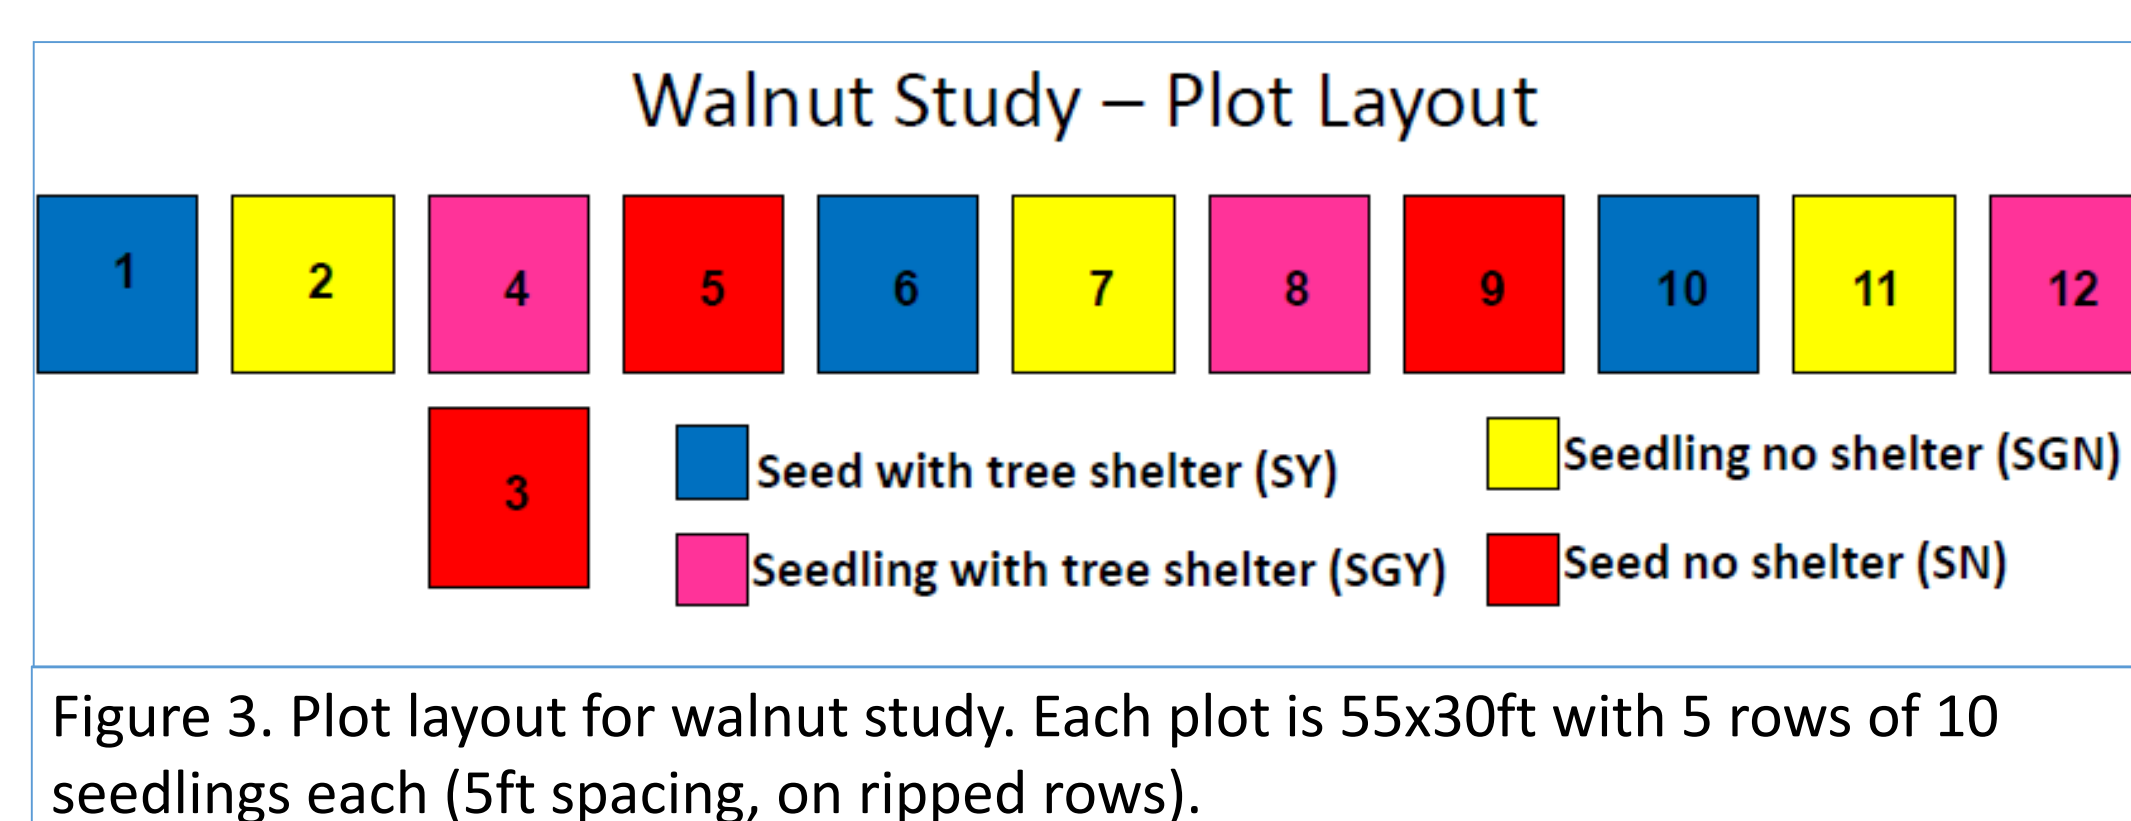 Walnut Study – Plot Layout
1 2 4 5 6 7 8 9 10 11 12
3
Seed with tree shelter (SY) Seedling no shelter (SGN)
Seedling with tree shelter (SGY) Seed no shelter (SN)
Figure 3. Plot layout for walnut study. Each plot is 55x30ft with 5 rows of 10
seedlings each (5ft spacing, on ripped rows).